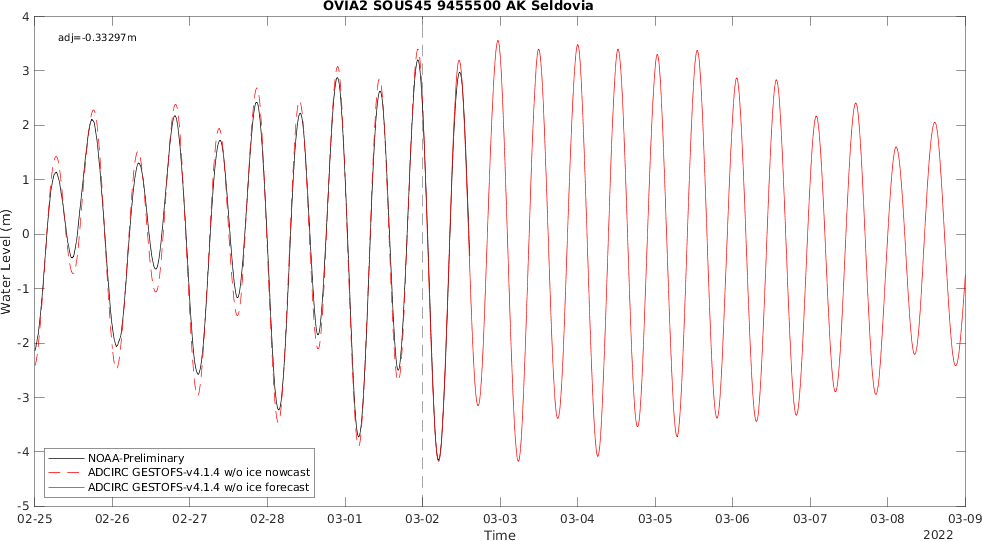 OVIA2 SOUS45 9455500 AK Seldovia
adj=-0.33297m
4
3
2
1
0
-1
-2
-3
-4
-5
Water Level (m)
NOAA-Preliminary
ADCIRC GESTOFS-v4.1.4 w/o ice nowcast
ADCIRC GESTOFS-v4.1.4 w/o ice forecast
02-25 02-26 02-27 02-28 03-01 03-02 03-03 03-04 03-05 03-06 03-07 03-08 03-09
Time
2022